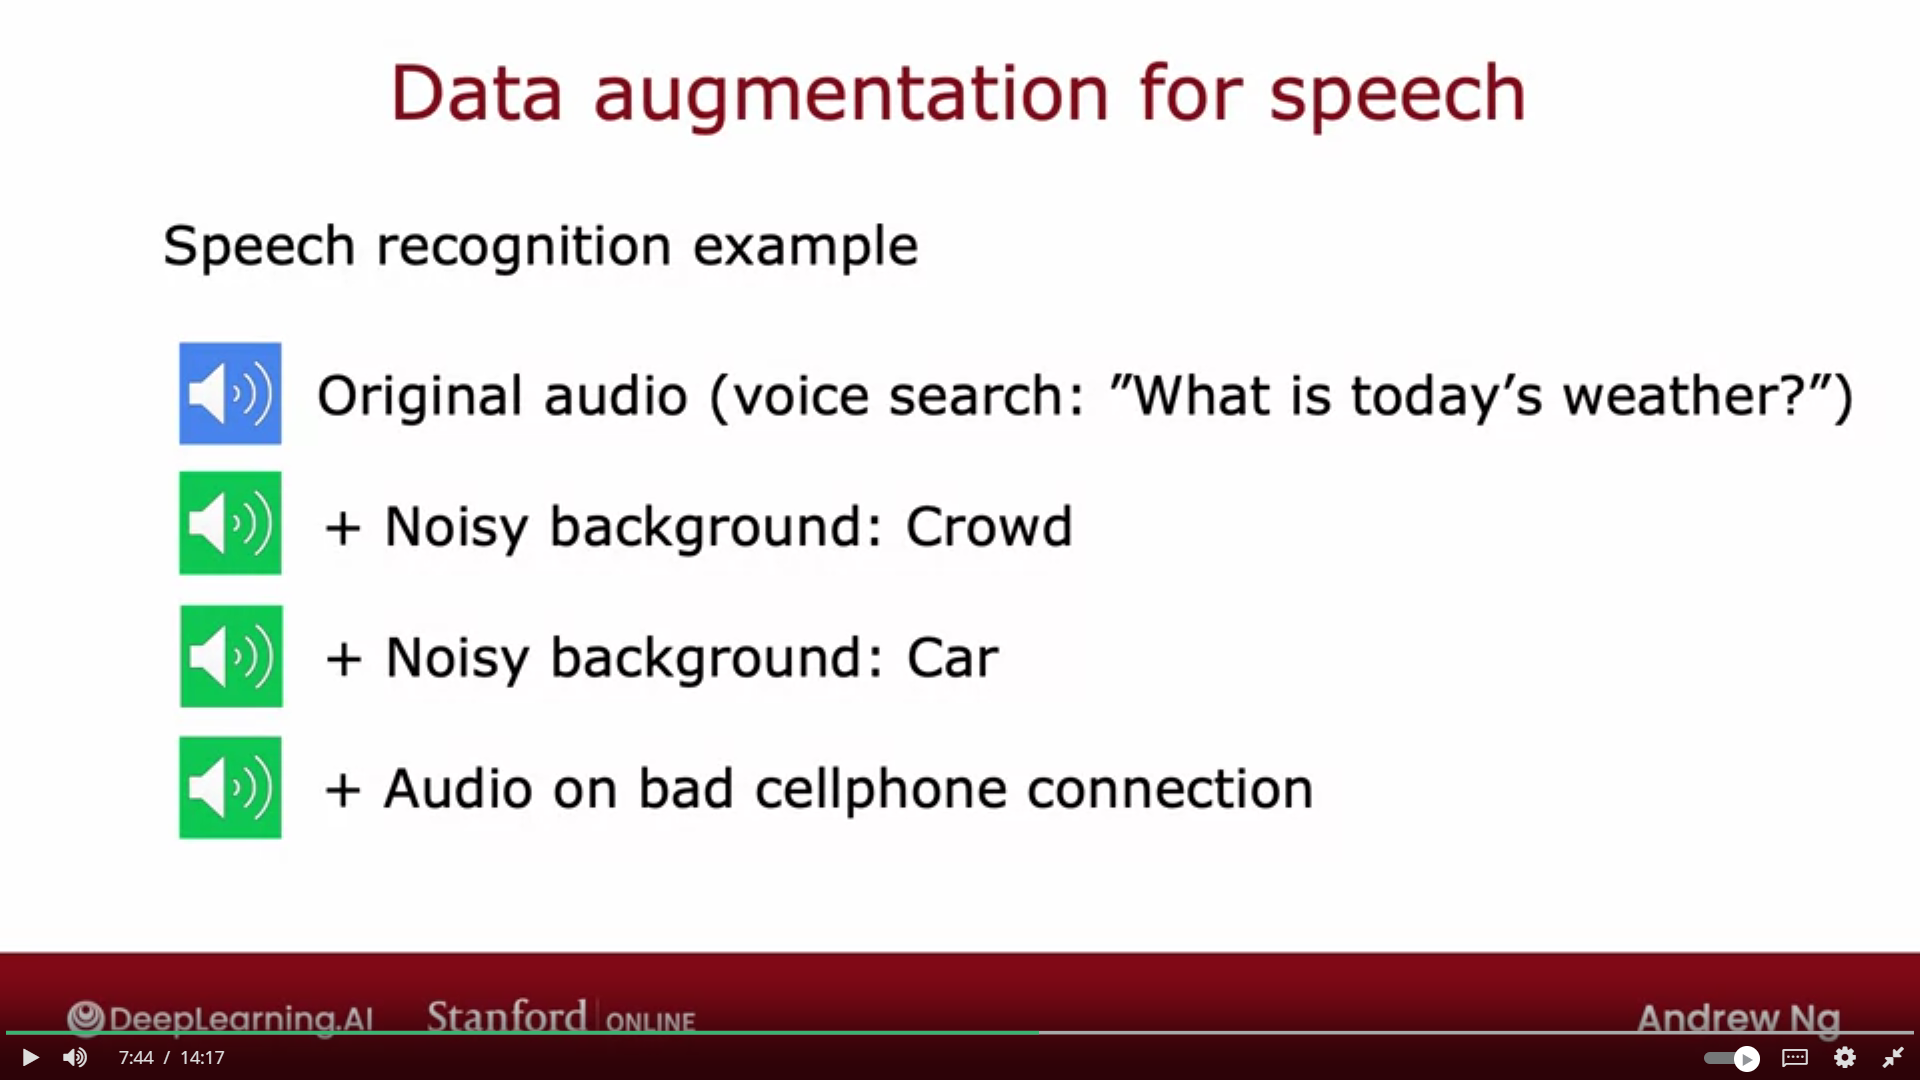 Data augmentation for speech
Speech recognition example
Original audio (voice search: ”What is today’s weather?”)
+ Noisy background: Crowd
+ Noisy background: Car
+ Audio on bad cellphone connection
DeepLearning.AI Stanford | ONLINE Andrew Ng
7:44 / 14:17